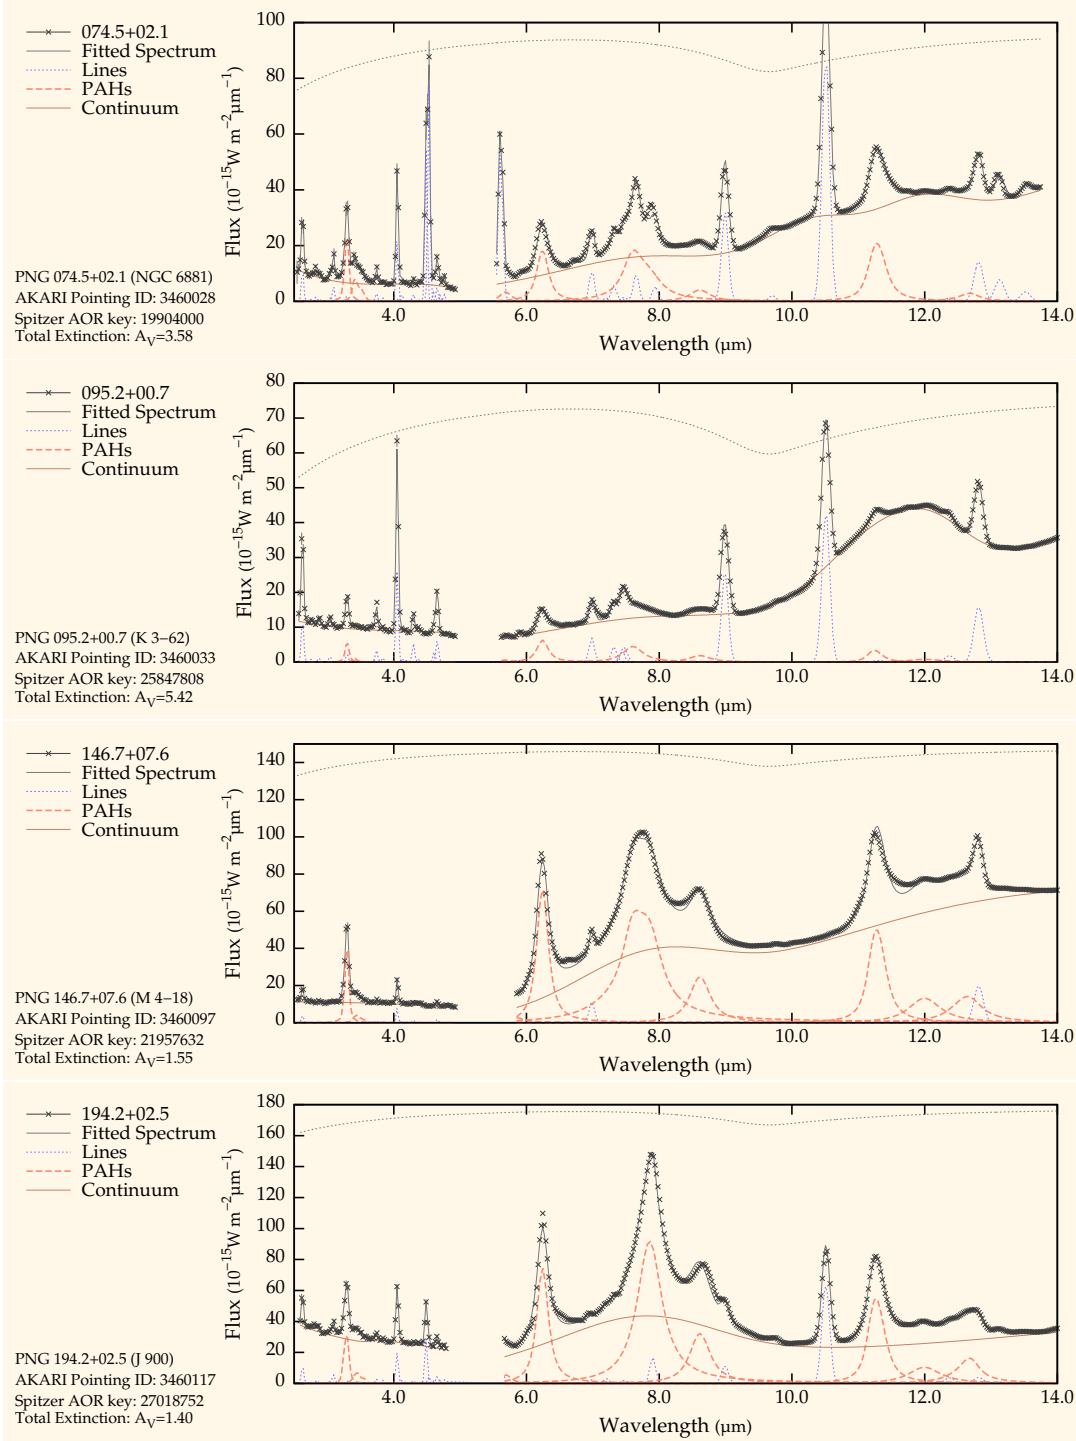 074.5+02.1
Fitted Spectrum
Lines
PAHs
Continuum
PNG 074.5+02.1 (NGC 6881)
AKARI Pointing ID: 3460028
Spitzer AOR key: 19904000
Total Extinction: A_V=3.58
Flux (10⁻¹⁵W m⁻²µm⁻¹)
100
80
60
40
20
0
4.0
6.0
8.0
10.0
12.0
14.0
Wavelength (µm)
095.2+00.7
Fitted Spectrum
Lines
PAHs
Continuum
PNG 095.2+00.7 (K 3−62)
AKARI Pointing ID: 3460033
Spitzer AOR key: 25847808
Total Extinction: A_V=5.42
Flux (10⁻¹⁵W m⁻²µm⁻¹)
80
70
60
50
40
30
20
10
0
4.0
6.0
8.0
10.0
12.0
14.0
Wavelength (µm)
146.7+07.6
Fitted Spectrum
Lines
PAHs
Continuum
PNG 146.7+07.6 (M 4−18)
AKARI Pointing ID: 3460097
Spitzer AOR key: 21957632
Total Extinction: A_V=1.55
Flux (10⁻¹⁵W m⁻²µm⁻¹)
140
120
100
80
60
40
20
0
4.0
6.0
8.0
10.0
12.0
14.0
Wavelength (µm)
194.2+02.5
Fitted Spectrum
Lines
PAHs
Continuum
PNG 194.2+02.5 (J 900)
AKARI Pointing ID: 3460117
Spitzer AOR key: 27018752
Total Extinction: A_V=1.40
Flux (10⁻¹⁵W m⁻²µm⁻¹)
180
160
140
120
100
80
60
40
20
0
4.0
6.0
8.0
10.0
12.0
14.0
Wavelength (µm)